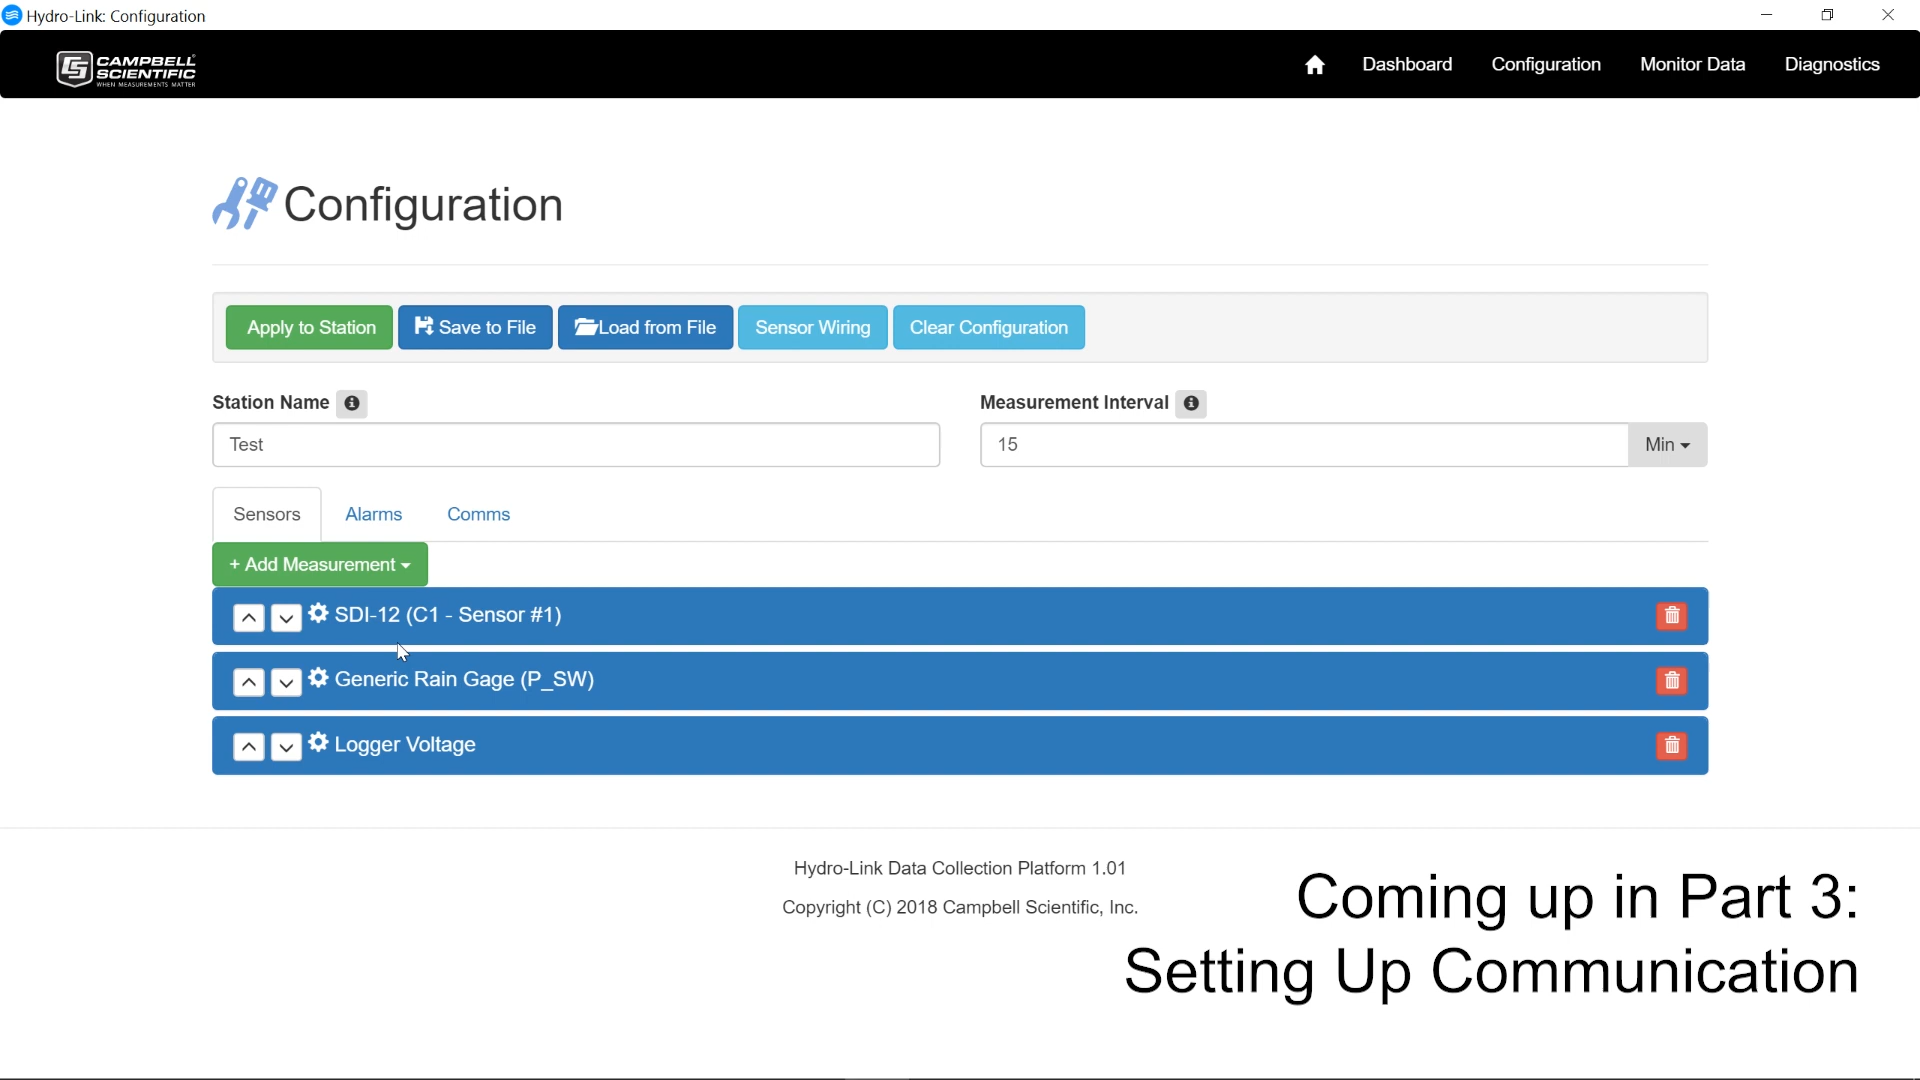 Hydro-Link: Configuration
CAMPBELL
SCIENTIFIC
WHEN MEASUREMENTS MATTER
Dashboard Configuration Monitor Data Diagnostics
Configuration
Apply to Station Save to File Load from File Sensor Wiring Clear Configuration
Station Name Measurement Interval
Test 15 Min
Sensors Alarms Comms
+ Add Measurement
SDI-12 (C1 - Sensor #1)
Generic Rain Gage (P_SW)
Logger Voltage
Hydro-Link Data Collection Platform 1.01
Copyright (C) 2018 Campbell Scientific, Inc.
Coming up in Part 3:
Setting Up Communication